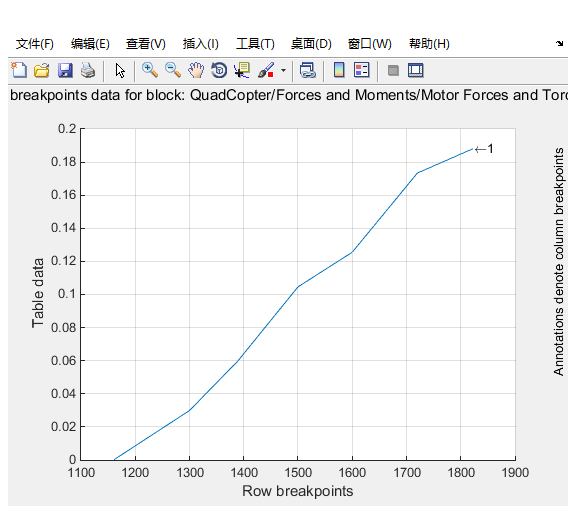 文件(F) 编辑(E) 查看(V) 插入(I) 工具(T) 桌面(D) 窗口(W) 帮助(H)
breakpoints data for block: QuadCopter/Forces and Moments/Motor Forces and Torq
0.2
0.18
0.16
0.14
0.12
0.1
0.08
0.06
0.04
0.02
0
Table data
←1
1100 1200 1300 1400 1500 1600 1700 1800 1900
Row breakpoints
Annotations denote column breakpoints